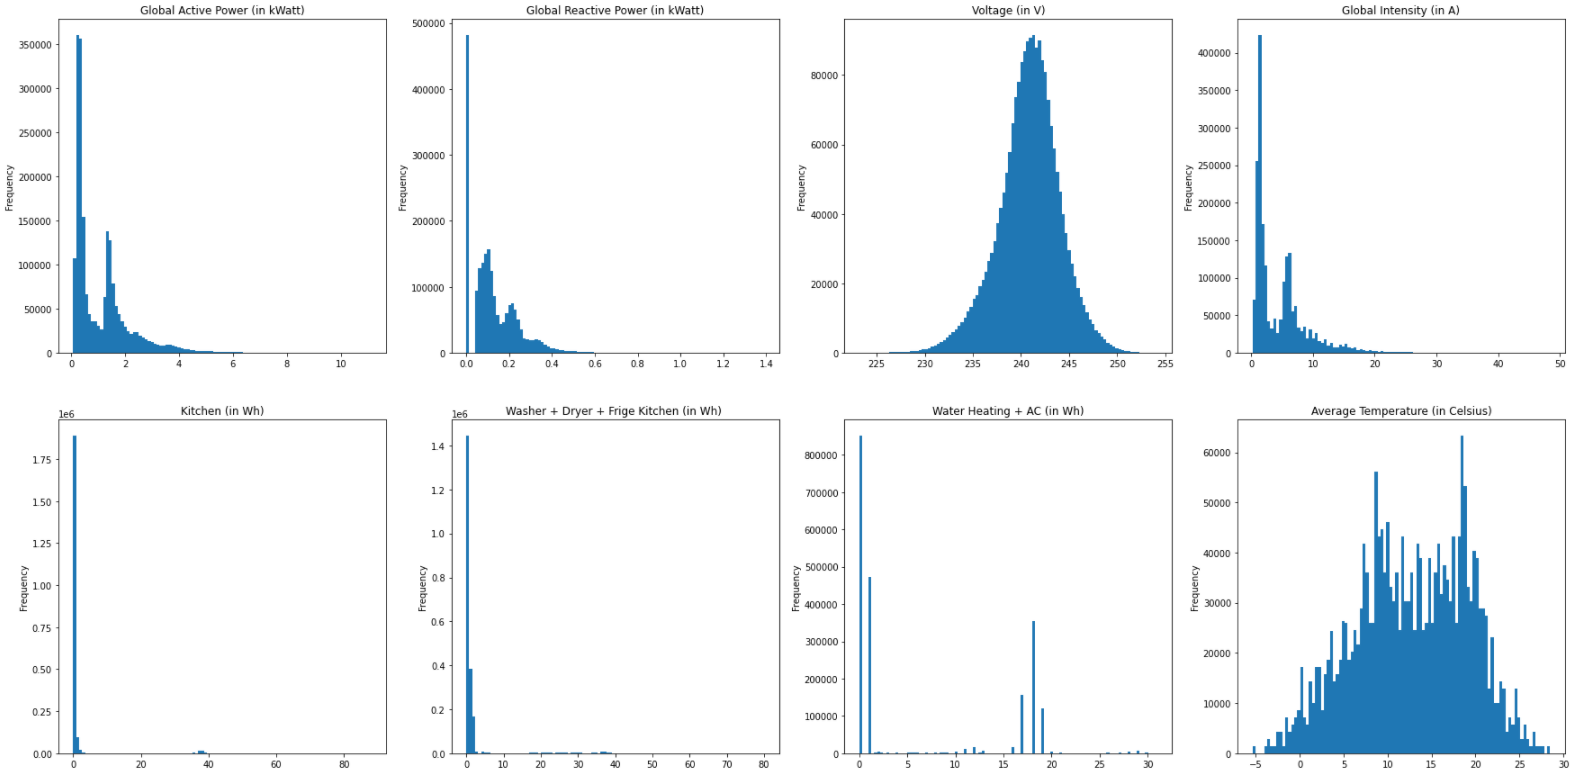 Global Active Power (in kWatt)
Frequency
350000
300000
250000
200000
150000
100000
50000
0
0 2 4 6 8 10
Global Reactive Power (in kWatt)
Frequency
500000
400000
300000
200000
100000
0
0.0 0.2 0.4 0.6 0.8 1.0 1.2 1.4
Voltage (in V)
Frequency
80000
60000
40000
20000
0
225 230 235 240 245 250 255
Global Intensity (in A)
Frequency
400000
350000
300000
250000
200000
150000
100000
50000
0
0 10 20 30 40 50
Kitchen (in Wh)
1e6
Frequency
1.75
1.50
1.25
1.00
0.75
0.50
0.25
0.00
0 20 40 60 80
Washer + Dryer + Frige Kitchen (in Wh)
1e6
Frequency
1.4
1.2
1.0
0.8
0.6
0.4
0.2
0.0
0 10 20 30 40 50 60 70 80
Water Heating + AC (in Wh)
Frequency
800000
700000
600000
500000
400000
300000
200000
100000
0
0 5 10 15 20 25 30
Average Temperature (in Celsius)
Frequency
60000
50000
40000
30000
20000
10000
0
−5 0 5 10 15 20 25 30